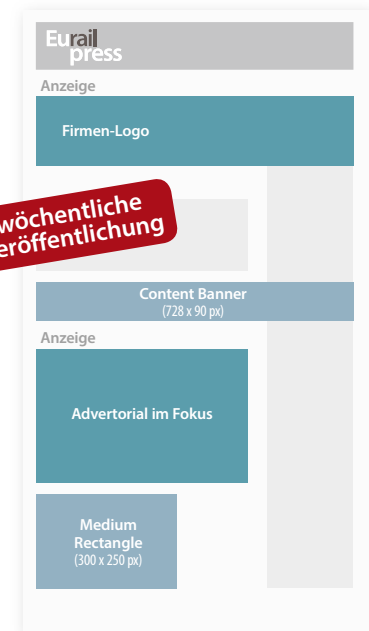 Eurail
press
Anzeige
Firmen-Logo
wöchentliche
eröffentlichung
Content Banner
(728 x 90 px)
Anzeige
Advertorial im Fokus
Medium
Rectangle
(300 x 250 px)